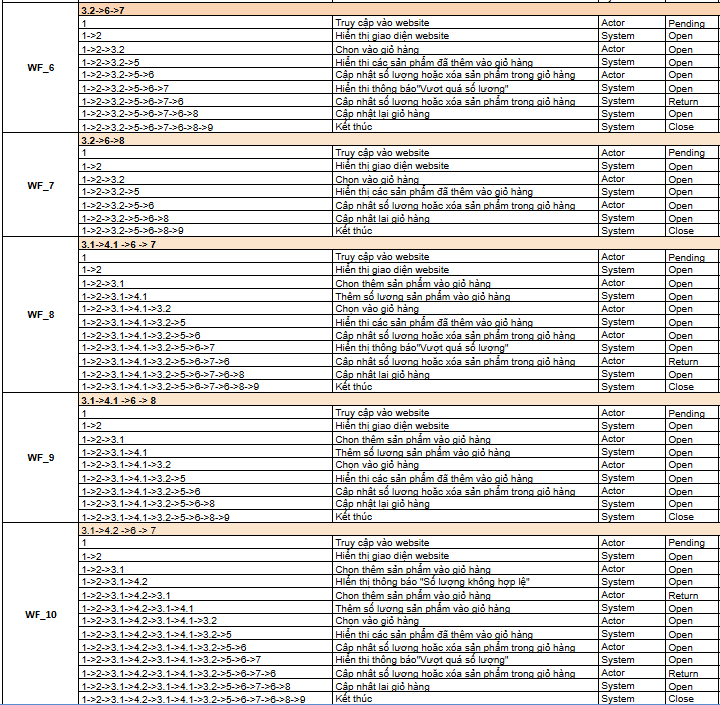 3.2->6->7
1 Truy cập vào website Actor Pending
1->2 Hiển thị giao diện website System Open
1->2->3.2 Chọn vào giỏ hàng Actor Open
WF_6
1->2->3.2->5 Hiển thị các sản phẩm đã thêm vào giỏ hàng System Open
1->2->3.2->5->6 Cập nhật số lượng hoặc xóa sản phẩm trong giỏ hàng Actor Open
1->2->3.2->5->6->7 Hiển thị thông báo"Vượt quá số lượng" System Open
1->2->3.2->5->6->7->6 Cập nhật số lượng hoặc xóa sản phẩm trong giỏ hàng System Return
1->2->3.2->5->6->7->6->8 Cập nhật lại giỏ hàng System Open
1->2->3.2->5->6->7->6->8->9 Kết thúc System Close
3.2->6->8
1 Truy cập vào website Actor Pending
1->2 Hiển thị giao diện website System Open
1->2->3.2 Chọn vào giỏ hàng Actor Open
WF_7
1->2->3.2->5 Hiển thị các sản phẩm đã thêm vào giỏ hàng System Open
1->2->3.2->5->6 Cập nhật số lượng hoặc xóa sản phẩm trong giỏ hàng Actor Open
1->2->3.2->5->6->8 Cập nhật lại giỏ hàng System Open
1->2->3.2->5->6->8->9 Kết thúc System Close
3.1->4.1 ->6 -> 7
1 Truy cập vào website Actor Pending
1->2 Hiển thị giao diện website System Open
1->2->3.1 Chọn thêm sản phẩm vào giỏ hàng Actor Open
1->2->3.1->4.1 Thêm số lượng sản phẩm vào giỏ hàng System Open
1->2->3.1->4.1->3.2 Chọn vào giỏ hàng Actor Open
WF_8
1->2->3.1->4.1->3.2->5 Hiển thị các sản phẩm đã thêm vào giỏ hàng System Open
1->2->3.1->4.1->3.2->5->6 Cập nhật số lượng hoặc xóa sản phẩm trong giỏ hàng Actor Open
1->2->3.1->4.1->3.2->5->6->7 Hiển thị thông báo"Vượt quá số lượng" System Open
1->2->3.1->4.1->3.2->5->6->7->6 Cập nhật số lượng hoặc xóa sản phẩm trong giỏ hàng Actor Return
1->2->3.1->4.1->3.2->5->6->7->6->8 Cập nhật lại giỏ hàng System Open
1->2->3.1->4.1->3.2->5->6->7->6->8->9 Kết thúc System Close
3.1->4.1 ->6 -> 8
1 Truy cập vào website Actor Pending
1->2 Hiển thị giao diện website System Open
1->2->3.1 Chọn thêm sản phẩm vào giỏ hàng Actor Open
1->2->3.1->4.1 Thêm số lượng sản phẩm vào giỏ hàng System Open
WF_9
1->2->3.1->4.1->3.2 Chọn vào giỏ hàng Actor Open
1->2->3.1->4.1->3.2->5 Hiển thị các sản phẩm đã thêm vào giỏ hàng System Open
1->2->3.1->4.1->3.2->5->6 Cập nhật số lượng hoặc xóa sản phẩm trong giỏ hàng Actor Open
1->2->3.1->4.1->3.2->5->6->8 Cập nhật lại giỏ hàng System Open
1->2->3.1->4.1->3.2->5->6->8->9 Kết thúc System Close
3.1->4.2 ->6 -> 7
1 Truy cập vào website Actor Pending
1->2 Hiển thị giao diện website System Open
1->2->3.1 Chọn thêm sản phẩm vào giỏ hàng Actor Open
1->2->3.1->4.2 HIển thị thông báo "Số lượng không hợp lệ" System Open
1->2->3.1->4.2->3.1 Chọn thêm sản phẩm vào giỏ hàng Actor Return
1->2->3.1->4.2->3.1->4.1 Thêm số lượng sản phẩm vào giỏ hàng System Open
WF_10
1->2->3.1->4.2->3.1->4.1->3.2 Chọn vào giỏ hàng Actor Open
1->2->3.1->4.2->3.1->4.1->3.2->5 Hiển thị các sản phẩm đã thêm vào giỏ hàng System Open
1->2->3.1->4.2->3.1->4.1->3.2->5->6 Cập nhật số lượng hoặc xóa sản phẩm trong giỏ hàng Actor Open
1->2->3.1->4.2->3.1->4.1->3.2->5->6->7 Hiển thị thông báo"Vượt quá số lượng" System Open
1->2->3.1->4.2->3.1->4.1->3.2->5->6->7->6 Cập nhật số lượng hoặc xóa sản phẩm trong giỏ hàng Actor Return
1->2->3.1->4.2->3.1->4.1->3.2->5->6->7->6->8 Cập nhật lại giỏ hàng System Open
1->2->3.1->4.2->3.1->4.1->3.2->5->6->7->6->8->9 Kết thúc System Close